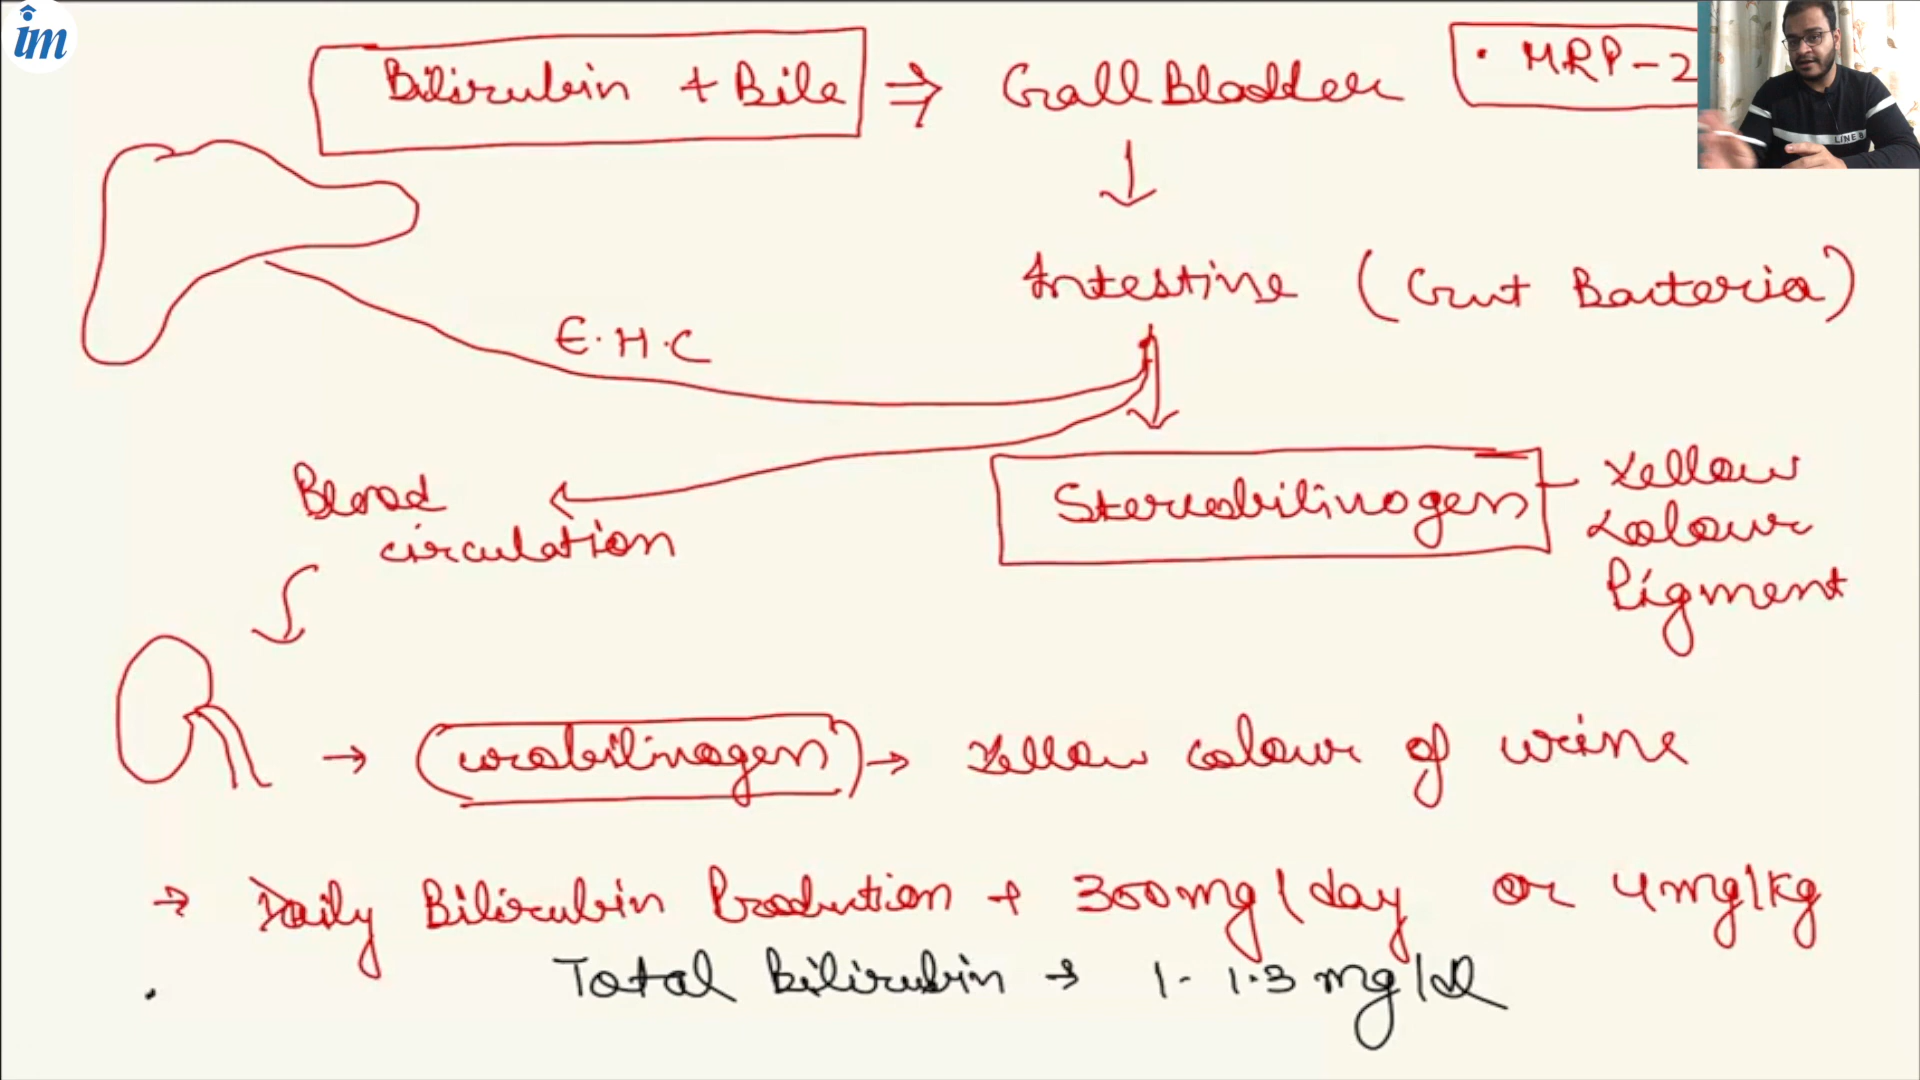 im
Bilirubin + Bile ⇒ Gall Bladder
• MRP-2
↓
Intestine (Gut Bacteria)
E.H.C
Stercobilinogen - Yellow
Colour
Pigment
Blood
circulation
→ (urobilinogen) → Yellow colour of urine
→ Daily Bilirubin Production → 300mg/day or 4mg/kg
Total Bilirubin → 1-1.3 mg/dl
LINE